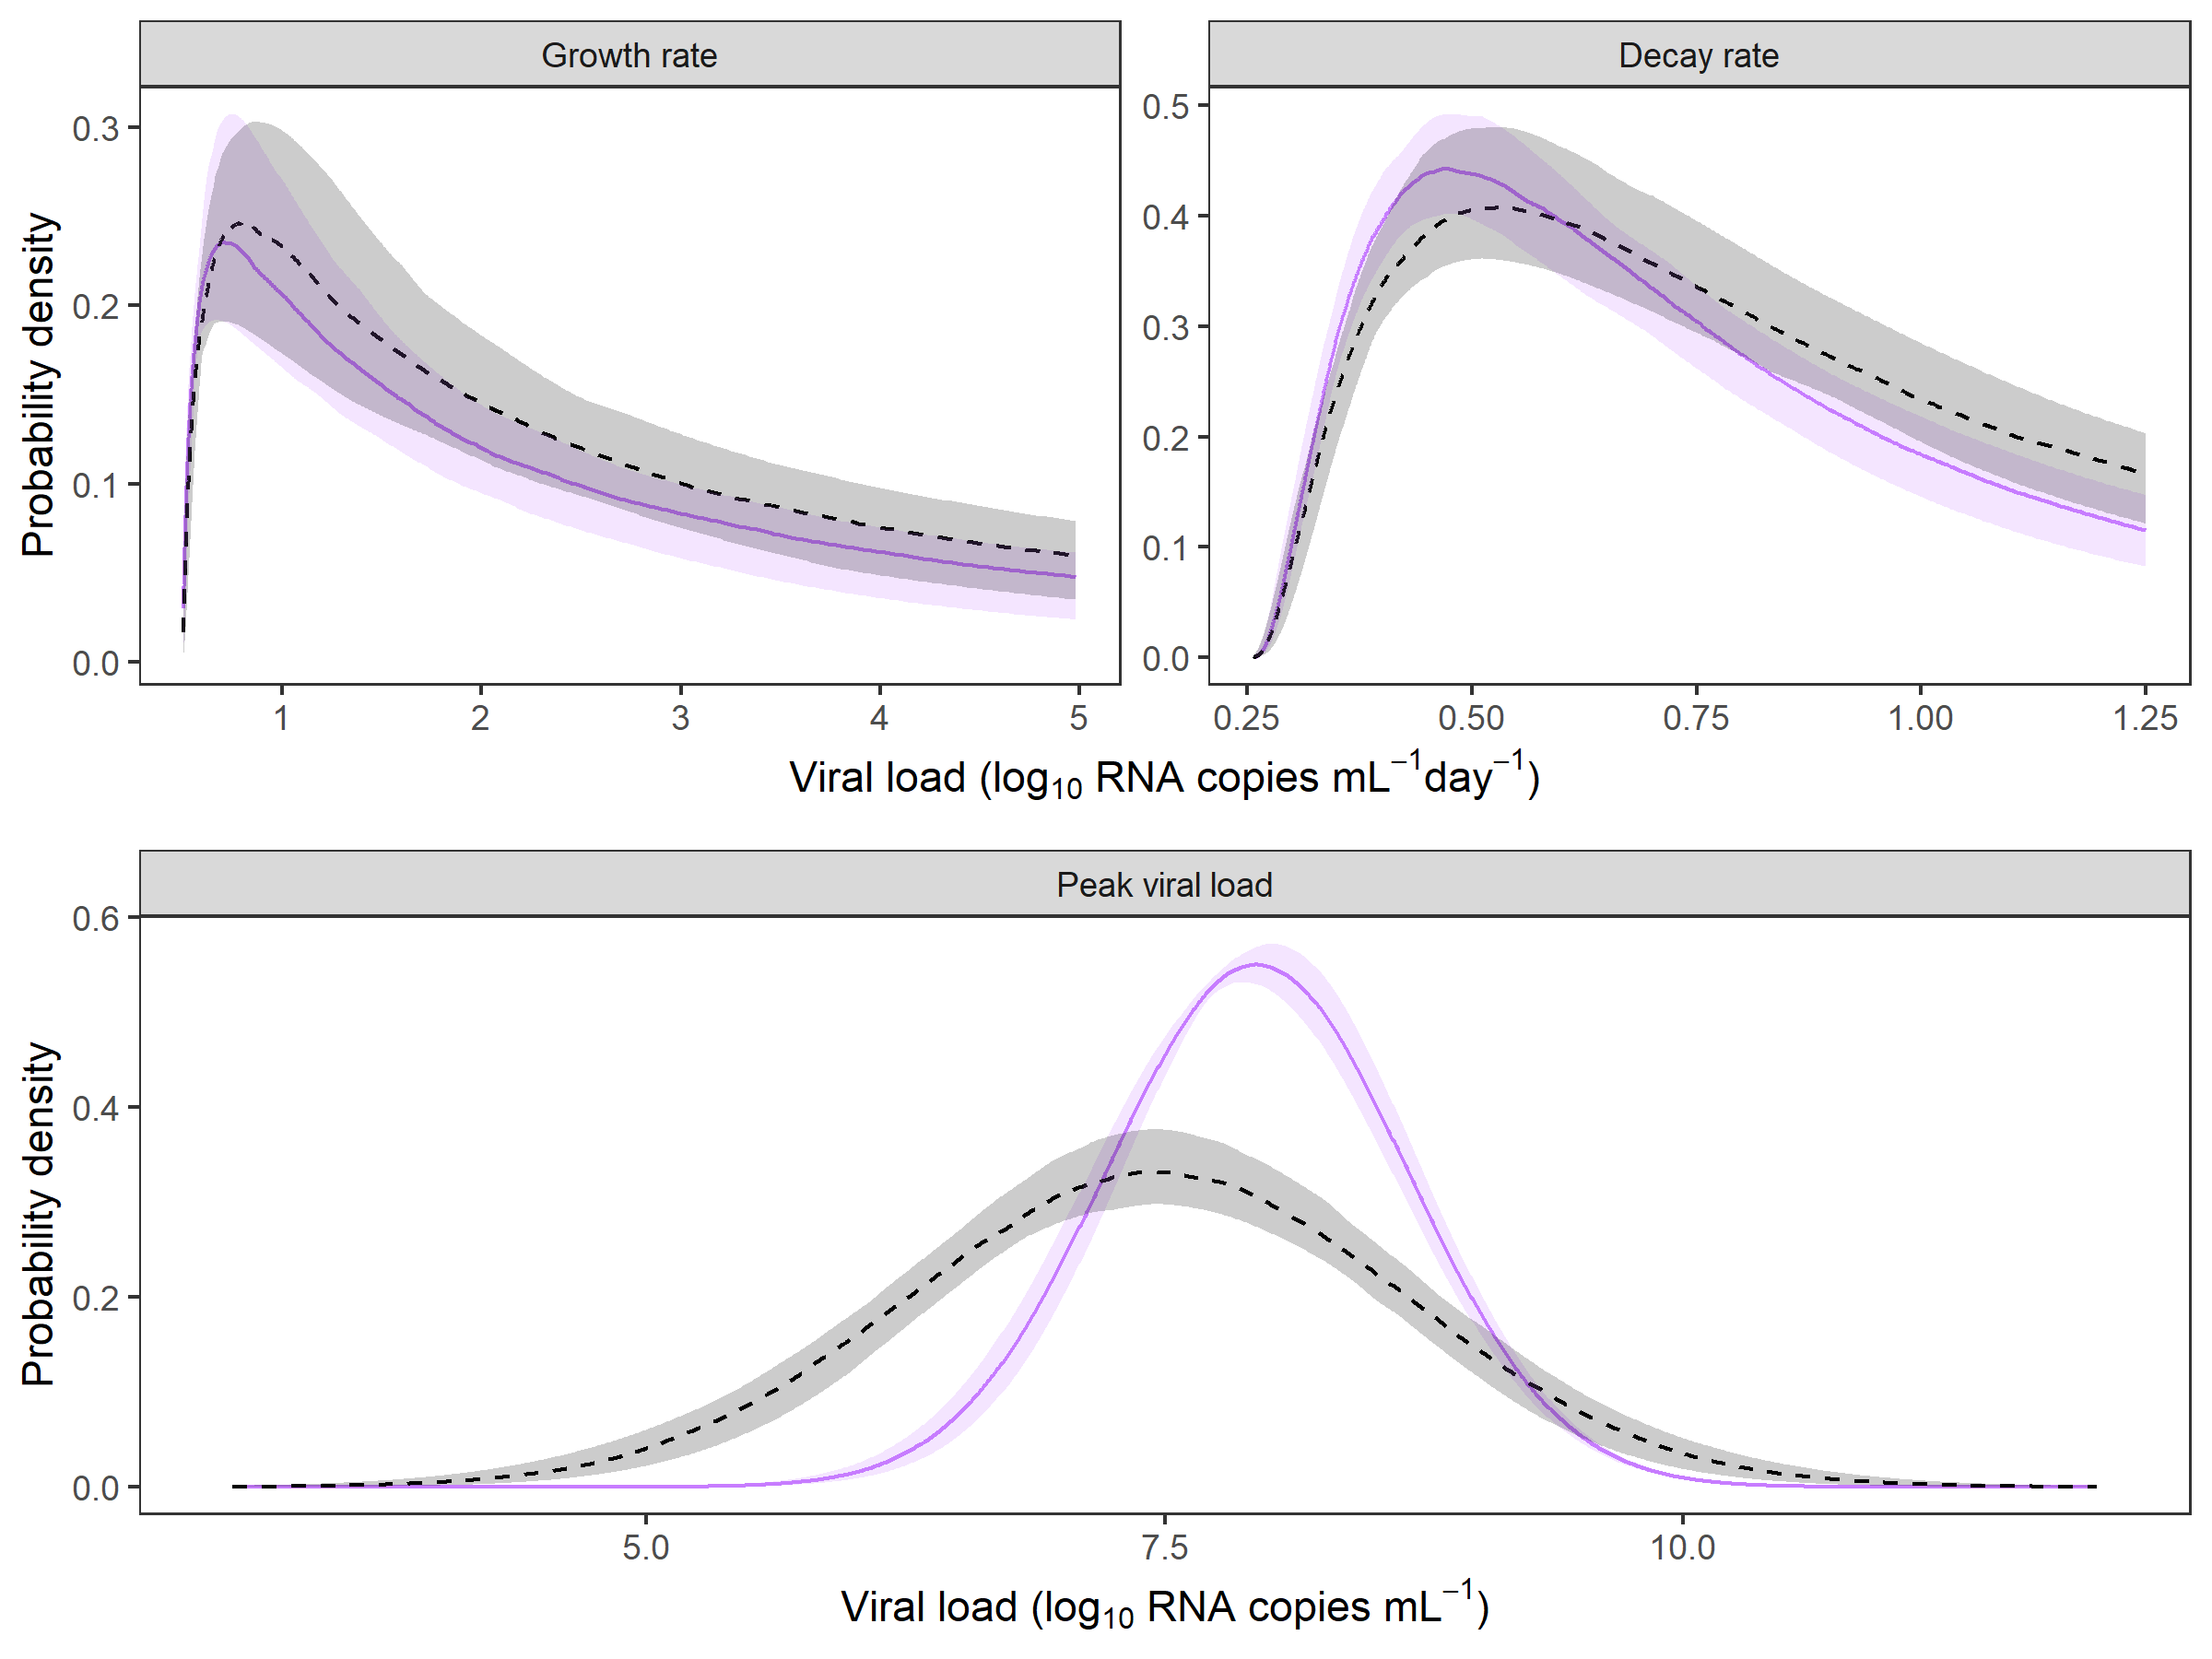 Growth rate
Decay rate
Probability density
0.3
0.2
0.1
0.0
1 2 3 4 5
0.5
0.4
0.3
0.2
0.1
0.0
0.25 0.50 0.75 1.00 1.25
Viral load (log₁₀ RNA copies mL⁻¹day⁻¹)
Peak viral load
Probability density
0.6
0.4
0.2
0.0
5.0 7.5 10.0
Viral load (log₁₀ RNA copies mL⁻¹)